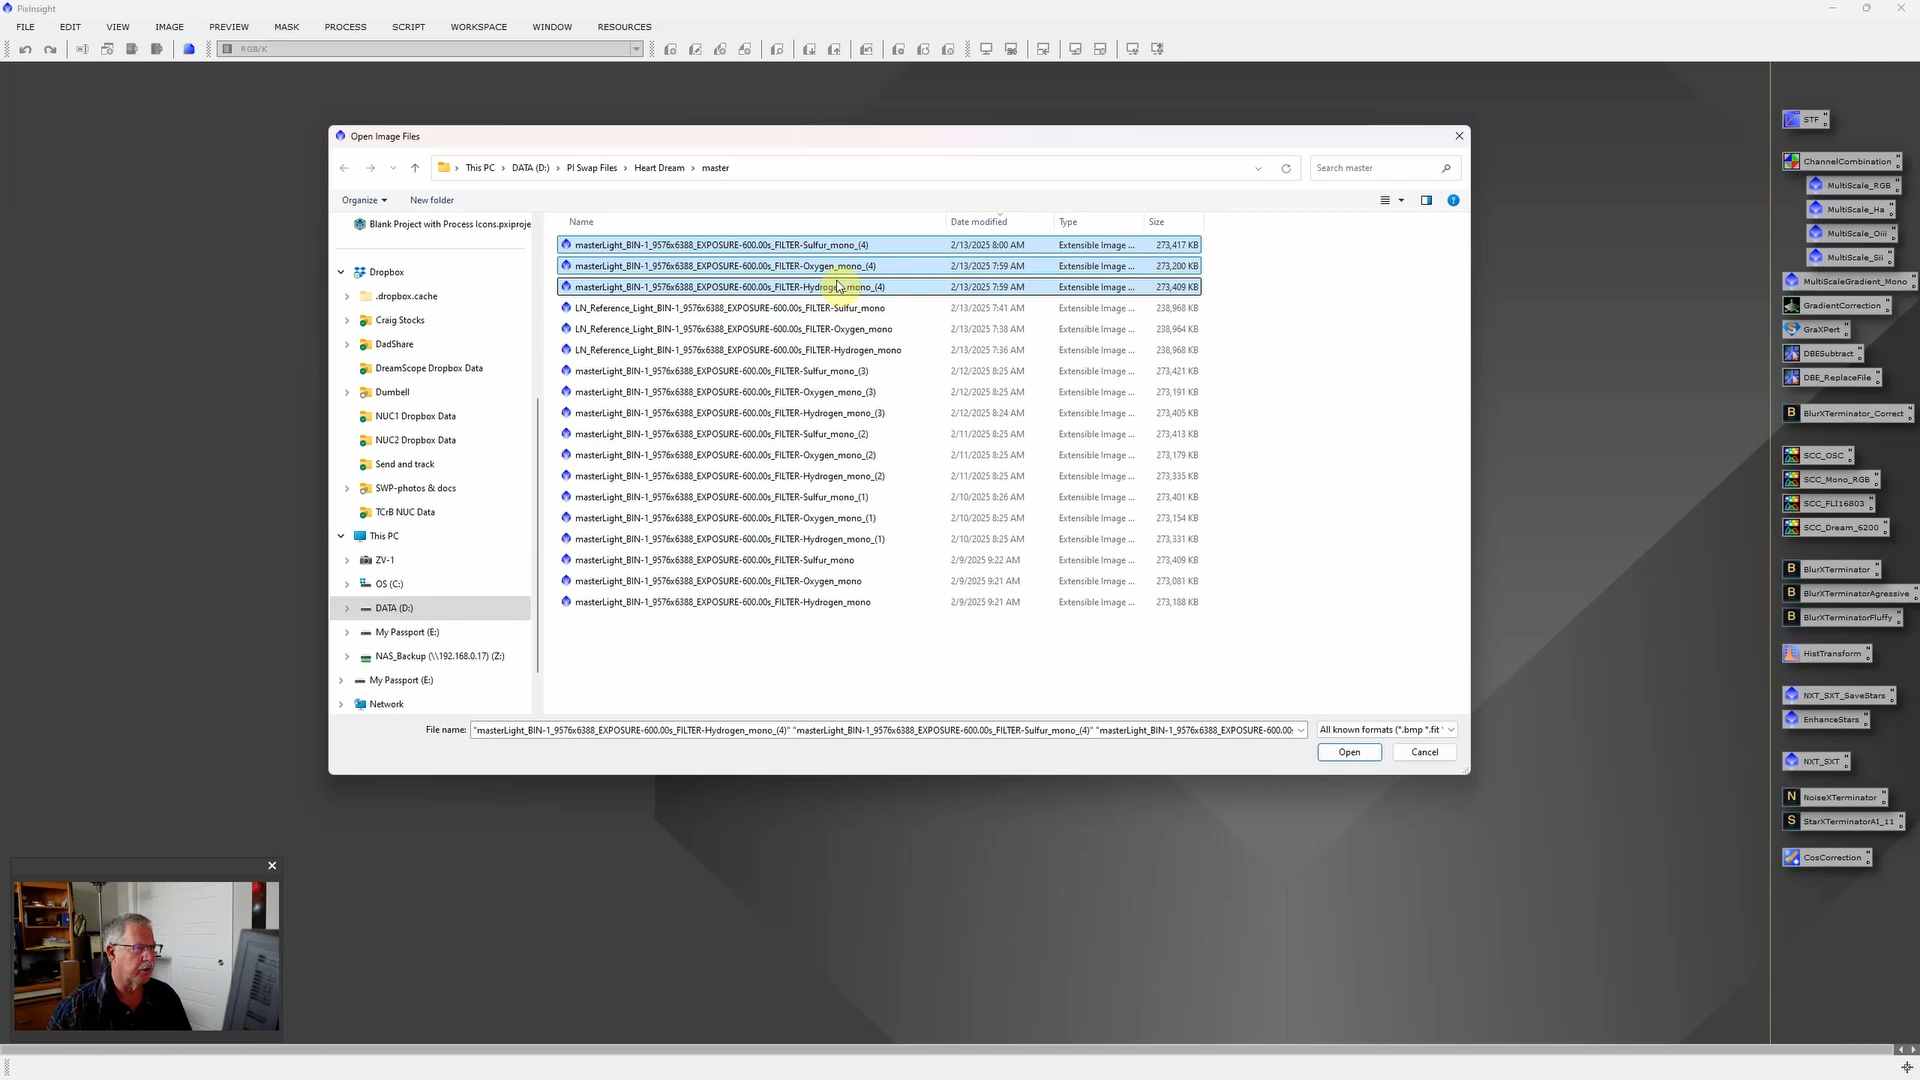 PixInsight
FILE EDIT VIEW IMAGE PREVIEW MASK PROCESS SCRIPT WORKSPACE WINDOW RESOURCES
RGB/K
Open Image Files
This PC › DATA (D:) › PI Swap Files › Heart Dream › master
Search master
Organize New folder
Blank Project with Process Icons.pxiproje
Dropbox
.dropbox.cache
Craig Stocks
DadShare
DreamScope Dropbox Data
Dumbell
NUC1 Dropbox Data
NUC2 Dropbox Data
Send and track
SWP-photos & docs
TCrB NUC Data
This PC
ZV-1
OS (C:)
DATA (D:)
My Passport (E:)
NAS_Backup (\\192.168.0.17) (Z:)
My Passport (E:)
Network
Name Date modified Type Size
masterLight_BIN-1_9576x6388_EXPOSURE-600.00s_FILTER-Sulfur_mono_(4) 2/13/2025 8:00 AM Extensible Image ... 273,417 KB
masterLight_BIN-1_9576x6388_EXPOSURE-600.00s_FILTER-Oxygen_mono_(4) 2/13/2025 7:59 AM Extensible Image ... 273,200 KB
masterLight_BIN-1_9576x6388_EXPOSURE-600.00s_FILTER-Hydrogen_mono_(4) 2/13/2025 7:59 AM Extensible Image ... 273,409 KB
LN_Reference_Light_BIN-1_9576x6388_EXPOSURE-600.00s_FILTER-Sulfur_mono 2/13/2025 7:41 AM Extensible Image ... 238,968 KB
LN_Reference_Light_BIN-1_9576x6388_EXPOSURE-600.00s_FILTER-Oxygen_mono 2/13/2025 7:38 AM Extensible Image ... 238,964 KB
LN_Reference_Light_BIN-1_9576x6388_EXPOSURE-600.00s_FILTER-Hydrogen_mono 2/13/2025 7:36 AM Extensible Image ... 238,968 KB
masterLight_BIN-1_9576x6388_EXPOSURE-600.00s_FILTER-Sulfur_mono_(3) 2/12/2025 8:25 AM Extensible Image ... 273,421 KB
masterLight_BIN-1_9576x6388_EXPOSURE-600.00s_FILTER-Oxygen_mono_(3) 2/12/2025 8:25 AM Extensible Image ... 273,191 KB
masterLight_BIN-1_9576x6388_EXPOSURE-600.00s_FILTER-Hydrogen_mono_(3) 2/12/2025 8:24 AM Extensible Image ... 273,405 KB
masterLight_BIN-1_9576x6388_EXPOSURE-600.00s_FILTER-Sulfur_mono_(2) 2/11/2025 8:25 AM Extensible Image ... 273,413 KB
masterLight_BIN-1_9576x6388_EXPOSURE-600.00s_FILTER-Oxygen_mono_(2) 2/11/2025 8:25 AM Extensible Image ... 273,179 KB
masterLight_BIN-1_9576x6388_EXPOSURE-600.00s_FILTER-Hydrogen_mono_(2) 2/11/2025 8:25 AM Extensible Image ... 273,335 KB
masterLight_BIN-1_9576x6388_EXPOSURE-600.00s_FILTER-Sulfur_mono_(1) 2/10/2025 8:26 AM Extensible Image ... 273,401 KB
masterLight_BIN-1_9576x6388_EXPOSURE-600.00s_FILTER-Oxygen_mono_(1) 2/10/2025 8:25 AM Extensible Image ... 273,154 KB
masterLight_BIN-1_9576x6388_EXPOSURE-600.00s_FILTER-Hydrogen_mono_(1) 2/10/2025 8:25 AM Extensible Image ... 273,331 KB
masterLight_BIN-1_9576x6388_EXPOSURE-600.00s_FILTER-Sulfur_mono 2/9/2025 9:22 AM Extensible Image ... 273,409 KB
masterLight_BIN-1_9576x6388_EXPOSURE-600.00s_FILTER-Oxygen_mono 2/9/2025 9:21 AM Extensible Image ... 273,081 KB
masterLight_BIN-1_9576x6388_EXPOSURE-600.00s_FILTER-Hydrogen_mono 2/9/2025 9:21 AM Extensible Image ... 273,188 KB
File name: "masterLight_BIN-1_9576x6388_EXPOSURE-600.00s_FILTER-Hydrogen_mono_(4)" "masterLight_BIN-1_9576x6388_EXPOSURE-600.00s_FILTER-Sulfur_mono_(4)" "masterLight_BIN-1_9576x6388_EXPOSURE-600.00: All known formats (*.bmp *.fit
Open Cancel
STF
ChannelCombination
MultiScale_RGB
MultiScale_Ha
MultiScale_Oiii
MultiScale_Sii
MultiScaleGradient_Mono
GradientCorrection
GraXPert
DBESubtract
DBE_ReplaceFile
B BlurXTerminator_Correct
SCC_OSC
SCC_Mono_RGB
SCC_FLI16803
SCC_Dream_6200
B BlurXTerminator
B BlurXTerminatorAgressive
B BlurXTerminatorFluffy
HistTransform
NXT_SXT_SaveStars
EnhanceStars
NXT_SXT
N NoiseXTerminator
S StarXTerminatorAI_11
CosCorrection